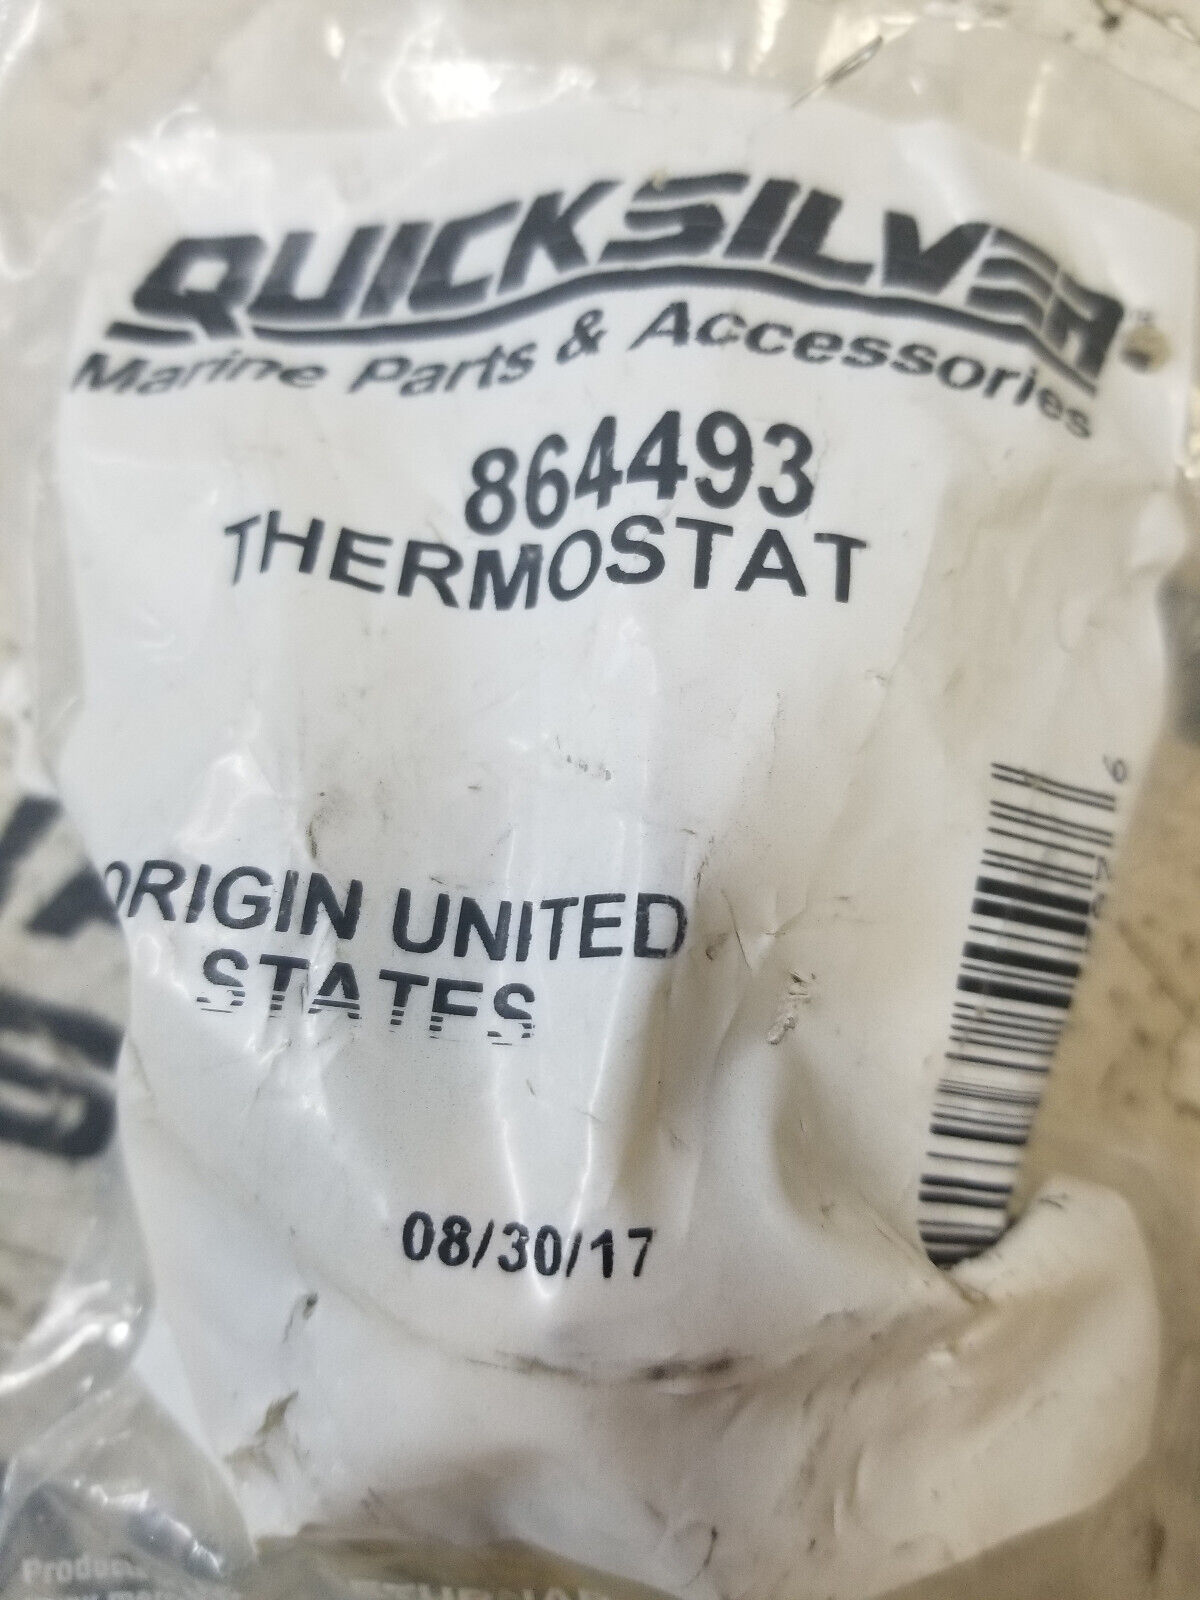 QUICKSILVER
Marine Parts & Accessories
864493
THERMOSTAT
ORIGIN UNITED
STATES
08/30/17